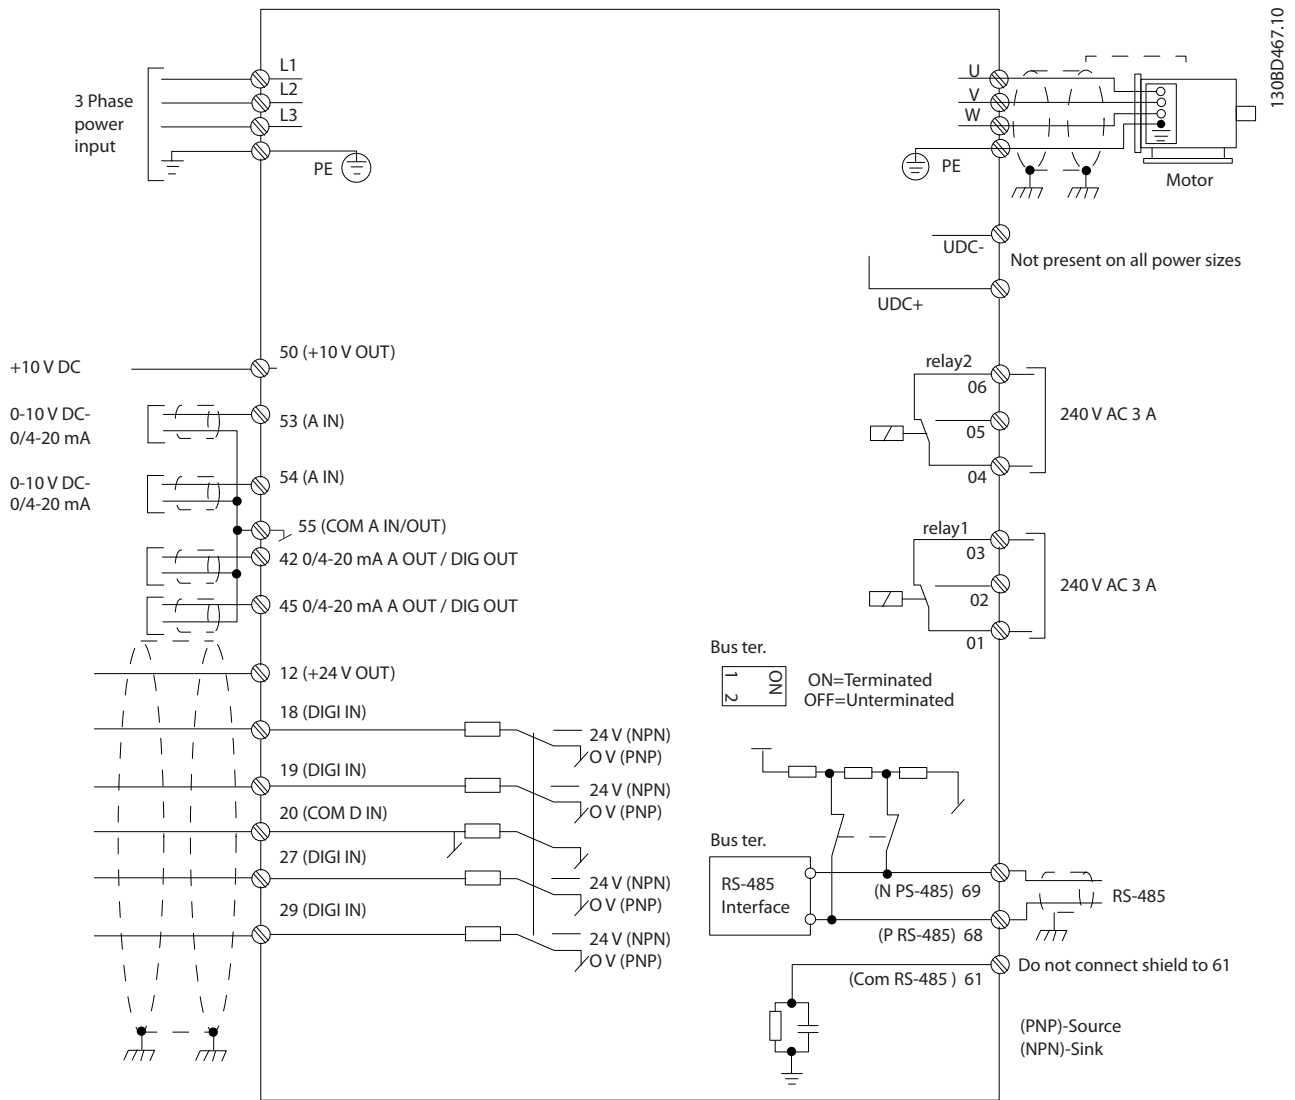 130BD467.10
3 Phase
power
input
L1
L2
L3
PE
U
V
W
PE
Motor
UDC-
Not present on all power sizes
UDC+
+10 V DC
50 (+10 V OUT)
0-10 V DC-
0/4-20 mA
53 (A IN)
0-10 V DC-
0/4-20 mA
54 (A IN)
55 (COM A IN/OUT)
42 0/4-20 mA A OUT / DIG OUT
45 0/4-20 mA A OUT / DIG OUT
12 (+24 V OUT)
18 (DIGI IN)
24 V (NPN)
O V (PNP)
19 (DIGI IN)
24 V (NPN)
O V (PNP)
20 (COM D IN)
27 (DIGI IN)
24 V (NPN)
O V (PNP)
29 (DIGI IN)
24 V (NPN)
O V (PNP)
relay2
06
05
04
240 V AC 3 A
relay1
03
02
01
240 V AC 3 A
Bus ter.
1
2
ON
ON=Terminated
OFF=Unterminated
Bus ter.
RS-485
Interface
(N PS-485) 69
RS-485
(P RS-485) 68
(Com RS-485 ) 61
Do not connect shield to 61
(PNP)-Source
(NPN)-Sink